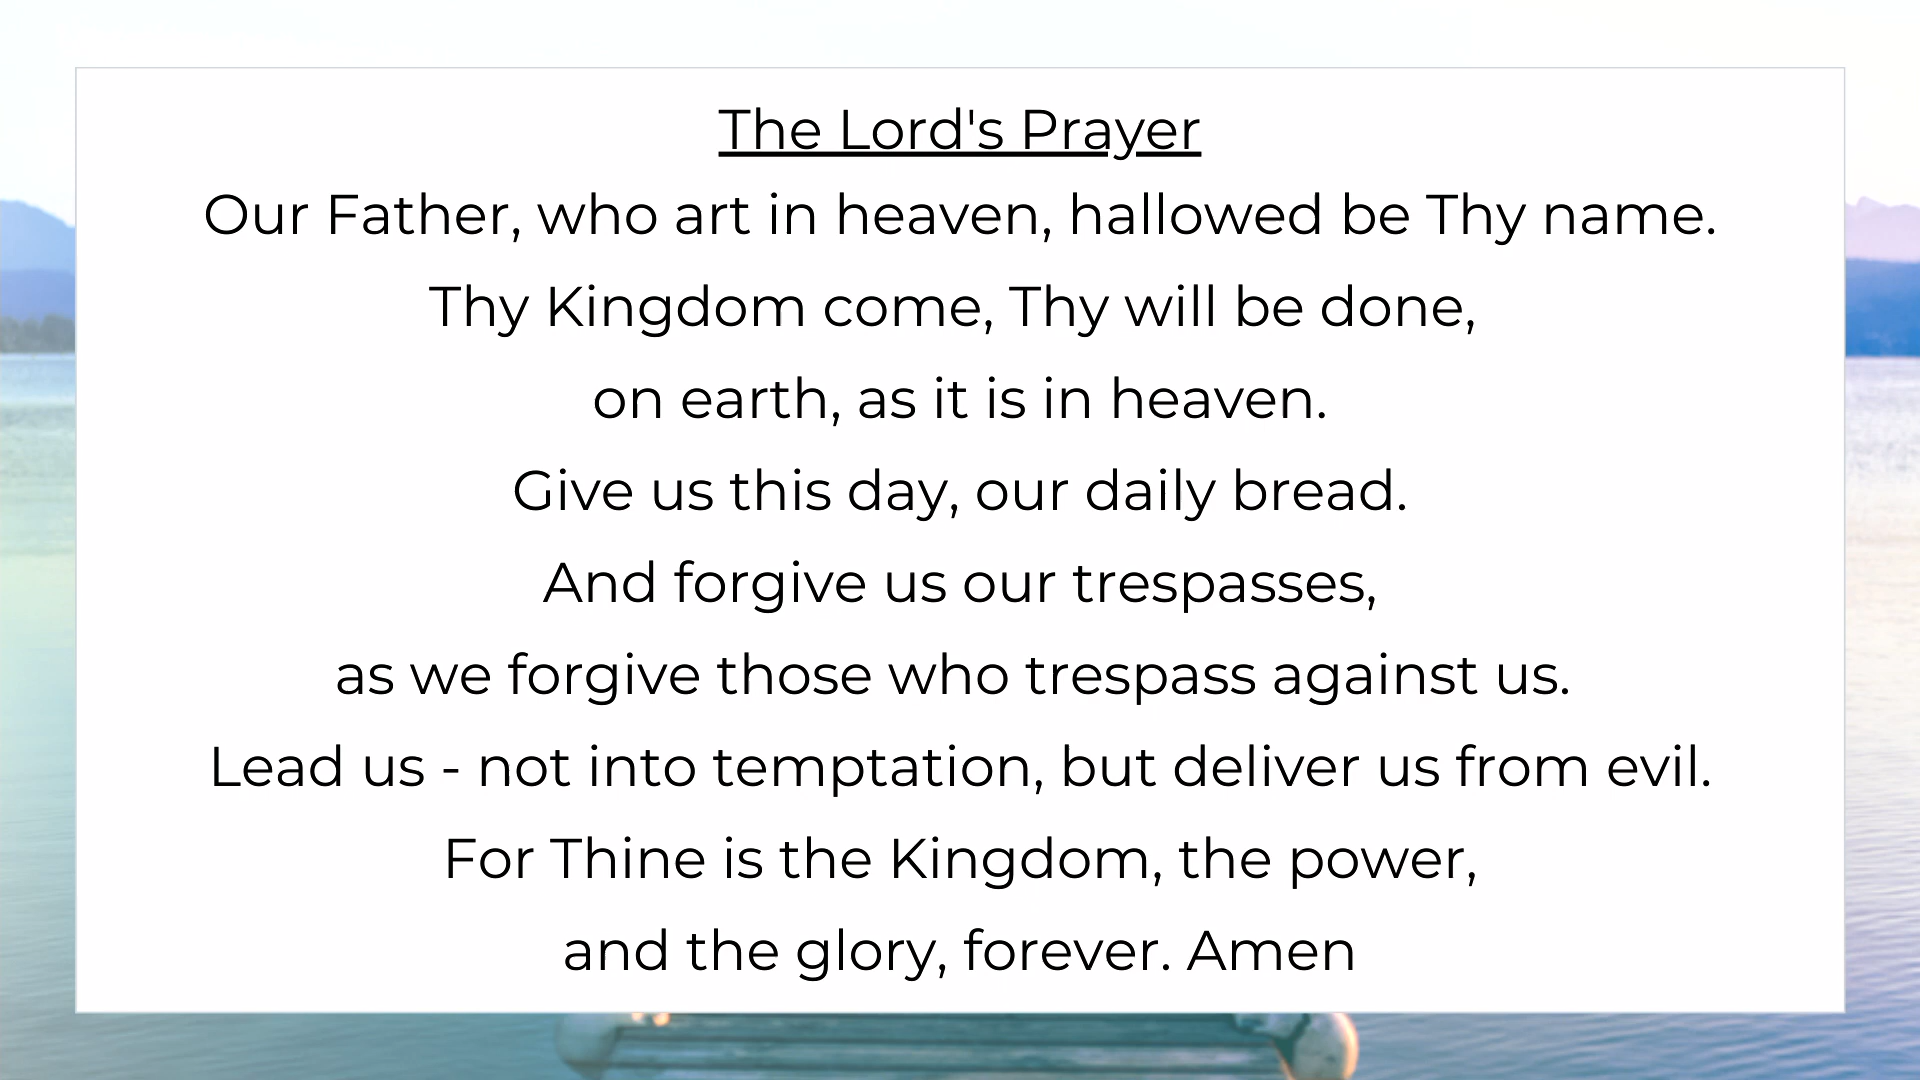 The Lord's Prayer
Our Father, who art in heaven, hallowed be Thy name.
Thy Kingdom come, Thy will be done,
on earth, as it is in heaven.
Give us this day, our daily bread.
And forgive us our trespasses,
as we forgive those who trespass against us.
Lead us - not into temptation, but deliver us from evil.
For Thine is the Kingdom, the power,
and the glory, forever. Amen